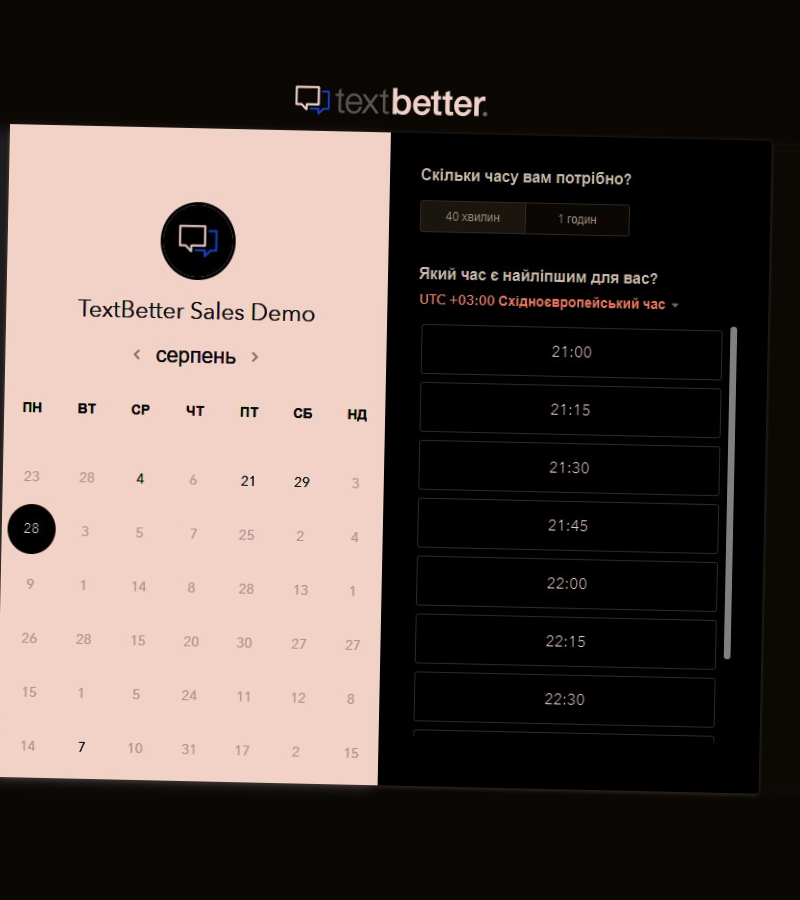 textbetter.
TextBetter Sales Demo
серпень
ПН ВТ СР ЧТ ПТ СБ НД
23 28 4 6 21 29 3
28 3 5 7 25 2 4
9 1 14 8 28 13 1
26 28 15 20 30 27 27
15 1 5 24 11 12 8
14 7 10 31 17 2 15
Скільки часу вам потрібно?
40 хвилин 1 годин
Який час є найліпшим для вас?
UTC +03:00 Східноєвропейський час
21:00
21:15
21:30
21:45
22:00
22:15
22:30